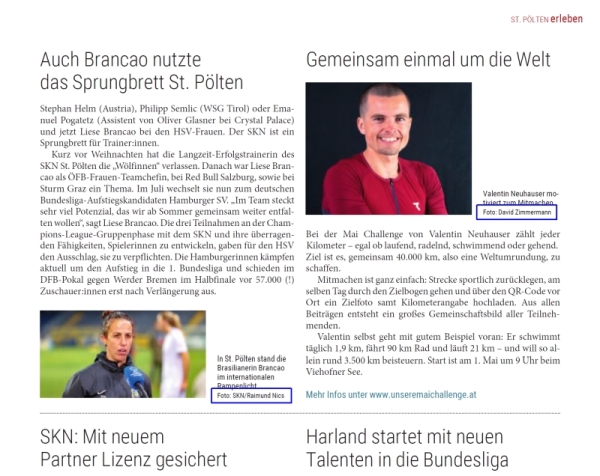 ST. PÖLTEN erleben
Auch Brancao nutzte
das Sprungbrett St. Pölten
Stephan Helm (Austria), Philipp Semlic (WSG Tirol) oder Ema-
nuel Pogatetz (Assistent von Oliver Glasner bei Crystal Palace)
und jetzt Liese Brancao bei den HSV-Frauen. Der SKN ist ein
Sprungbrett für Trainer:innen.
Kurz vor Weihnachten hat die Langzeit-Erfolgstrainerin des
SKN St. Pölten die „Wölfinnen“ verlassen. Danach war Liese Bran-
cao als ÖFB-Frauen-Teamchefin, bei Red Bull Salzburg, sowie bei
Sturm Graz ein Thema. Im Juli wechselt sie nun zum deutschen
Bundesliga-Aufstiegskandidaten Hamburger SV. „Im Team steckt
sehr viel Potenzial, das wir ab Sommer gemeinsam weiter entfal-
ten wollen“, sagt Liese Brancao. Die drei Teilnahmen an der Cham-
pions-League-Gruppenphase mit dem SKN und ihre überragen-
den Fähigkeiten, Spielerinnen zu entwickeln, gaben für den HSV
den Ausschlag, sie zu verpflichten. Die Hamburgerinnen kämpfen
aktuell um den Aufstieg in die 1. Bundesliga und schieden im
DFB-Pokal gegen Werder Bremen im Halbfinale vor 57.000 (!)
Zuschauer:innen erst nach Verlängerung aus.
In St. Pölten stand die
Brasilianerin Brancao
im internationalen
Rampenlicht.
Foto: SKN/Raimund Nics
SKN: Mit neuem
Partner Lizenz gesichert
Gemeinsam einmal um die Welt
Valentin Neuhauser mo-
tiviert zum Mitmachen.
Foto: David Zimmermann
Bei der Mai Challenge von Valentin Neuhauser zählt jeder
Kilometer – egal ob laufend, radelnd, schwimmend oder gehend.
Ziel ist es, gemeinsam 40.000 km, also eine Weltumrundung, zu
schaffen.
Mitmachen ist ganz einfach: Strecke sportlich zurücklegen, am
selben Tag durch den Zielbogen gehen und über den QR-Code vor
Ort ein Zielfoto samt Kilometerangabe hochladen. Aus allen
Beiträgen entsteht ein großes Gemeinschaftsbild aller Teilneh-
menden.
Valentin selbst geht mit gutem Beispiel voran: Er schwimmt
täglich 1,9 km, fährt 90 km Rad und läuft 21 km – und will so al-
lein rund 3.500 km beisteuern. Start ist am 1. Mai um 9 Uhr beim
Viehofner See.
Mehr Infos unter www.unseremaichallenge.at
Harland startet mit neuen
Talenten in die Bundesliga